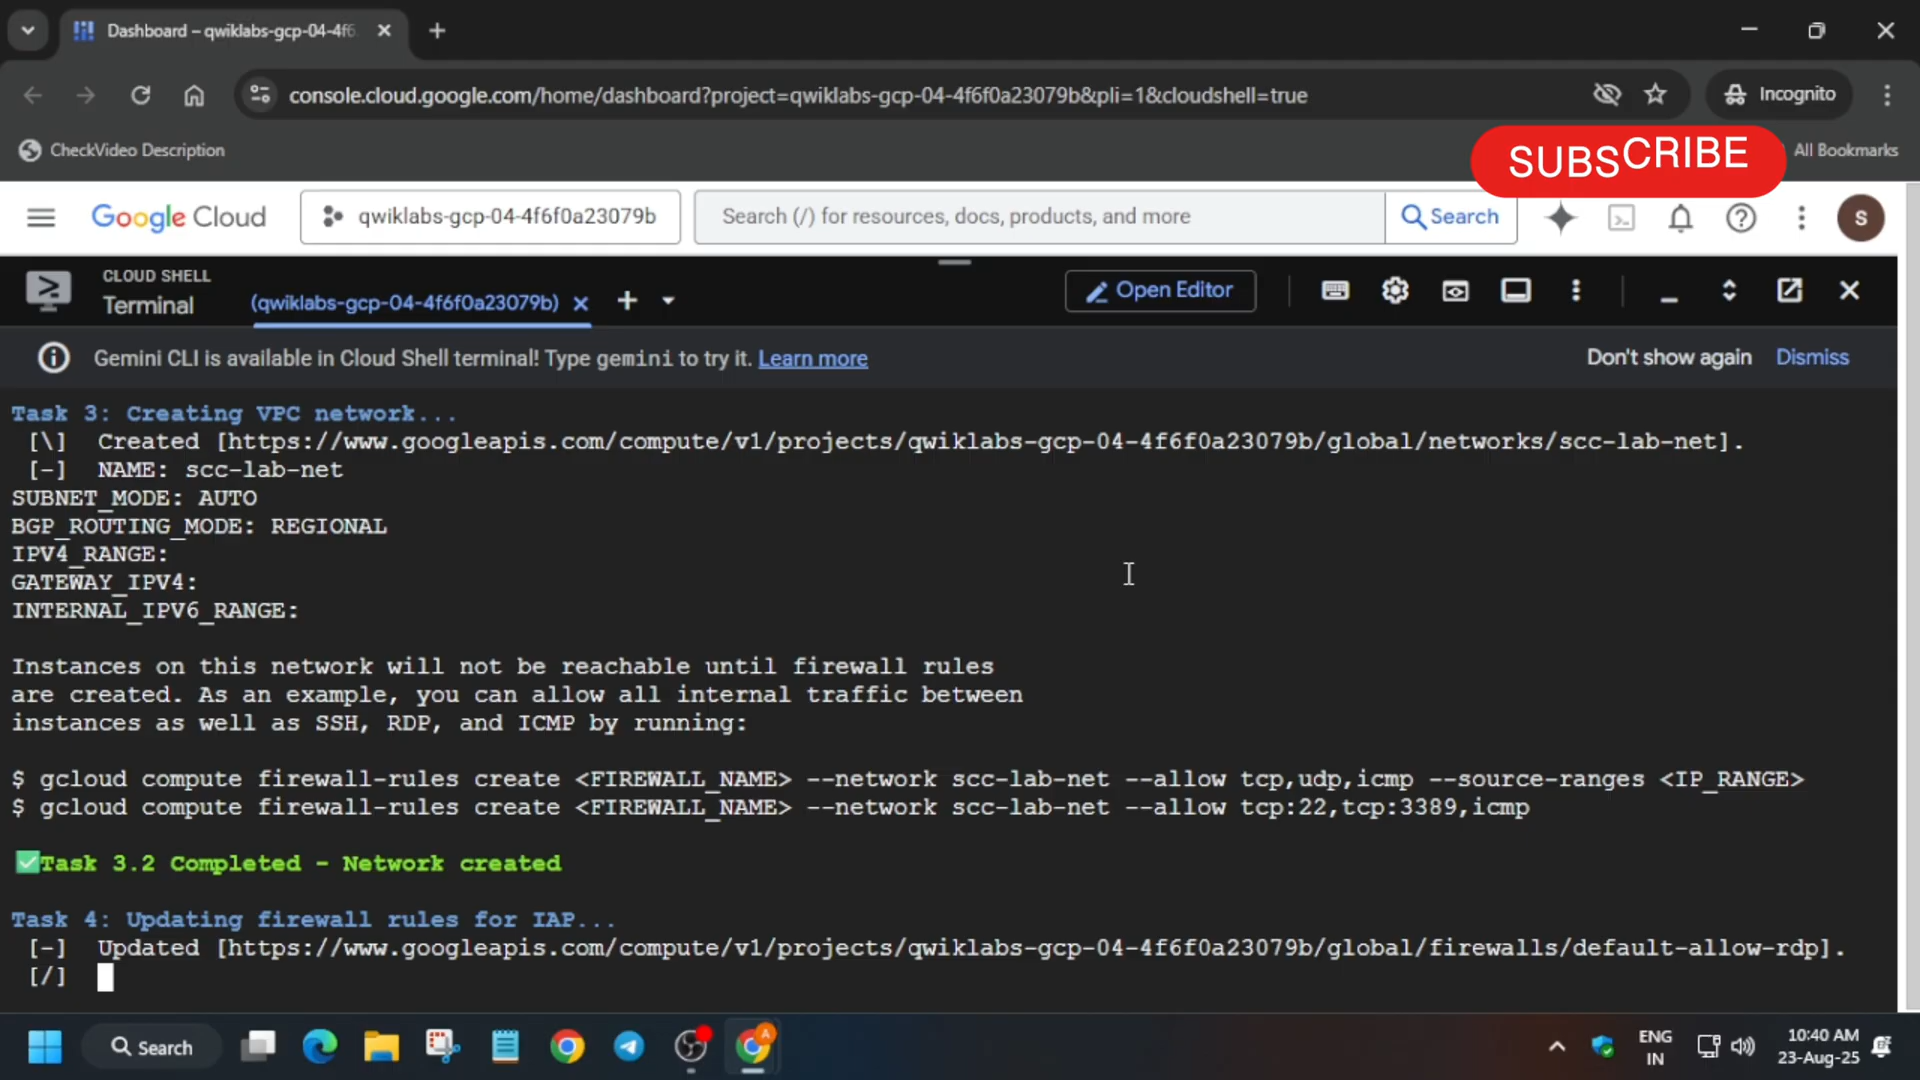 Dashboard – qwiklabs-gcp-04-4f6
console.cloud.google.com/home/dashboard?project=qwiklabs-gcp-04-4f6f0a23079b&pli=1&cloudshell=true
Incognito
CheckVideo Description
SUBSCRIBE
All Bookmarks
Google Cloud
qwiklabs-gcp-04-4f6f0a23079b
Search (/) for resources, docs, products, and more
Search
S
CLOUD SHELL
Terminal
(qwiklabs-gcp-04-4f6f0a23079b)
Open Editor
Gemini CLI is available in Cloud Shell terminal! Type gemini to try it. Learn more
Don't show again
Dismiss
Task 3: Creating VPC network...
[\] Created [https://www.googleapis.com/compute/v1/projects/qwiklabs-gcp-04-4f6f0a23079b/global/networks/scc-lab-net].
[-] NAME: scc-lab-net
SUBNET_MODE: AUTO
BGP_ROUTING_MODE: REGIONAL
IPV4_RANGE:
GATEWAY_IPV4:
INTERNAL_IPV6_RANGE:
Instances on this network will not be reachable until firewall rules
are created. As an example, you can allow all internal traffic between
instances as well as SSH, RDP, and ICMP by running:
$ gcloud compute firewall-rules create <FIREWALL_NAME> --network scc-lab-net --allow tcp,udp,icmp --source-ranges <IP_RANGE>
$ gcloud compute firewall-rules create <FIREWALL_NAME> --network scc-lab-net --allow tcp:22,tcp:3389,icmp
✅Task 3.2 Completed - Network created
Task 4: Updating firewall rules for IAP...
[-] Updated [https://www.googleapis.com/compute/v1/projects/qwiklabs-gcp-04-4f6f0a23079b/global/firewalls/default-allow-rdp].
[/]
Search
ENG
IN
10:40 AM
23-Aug-25